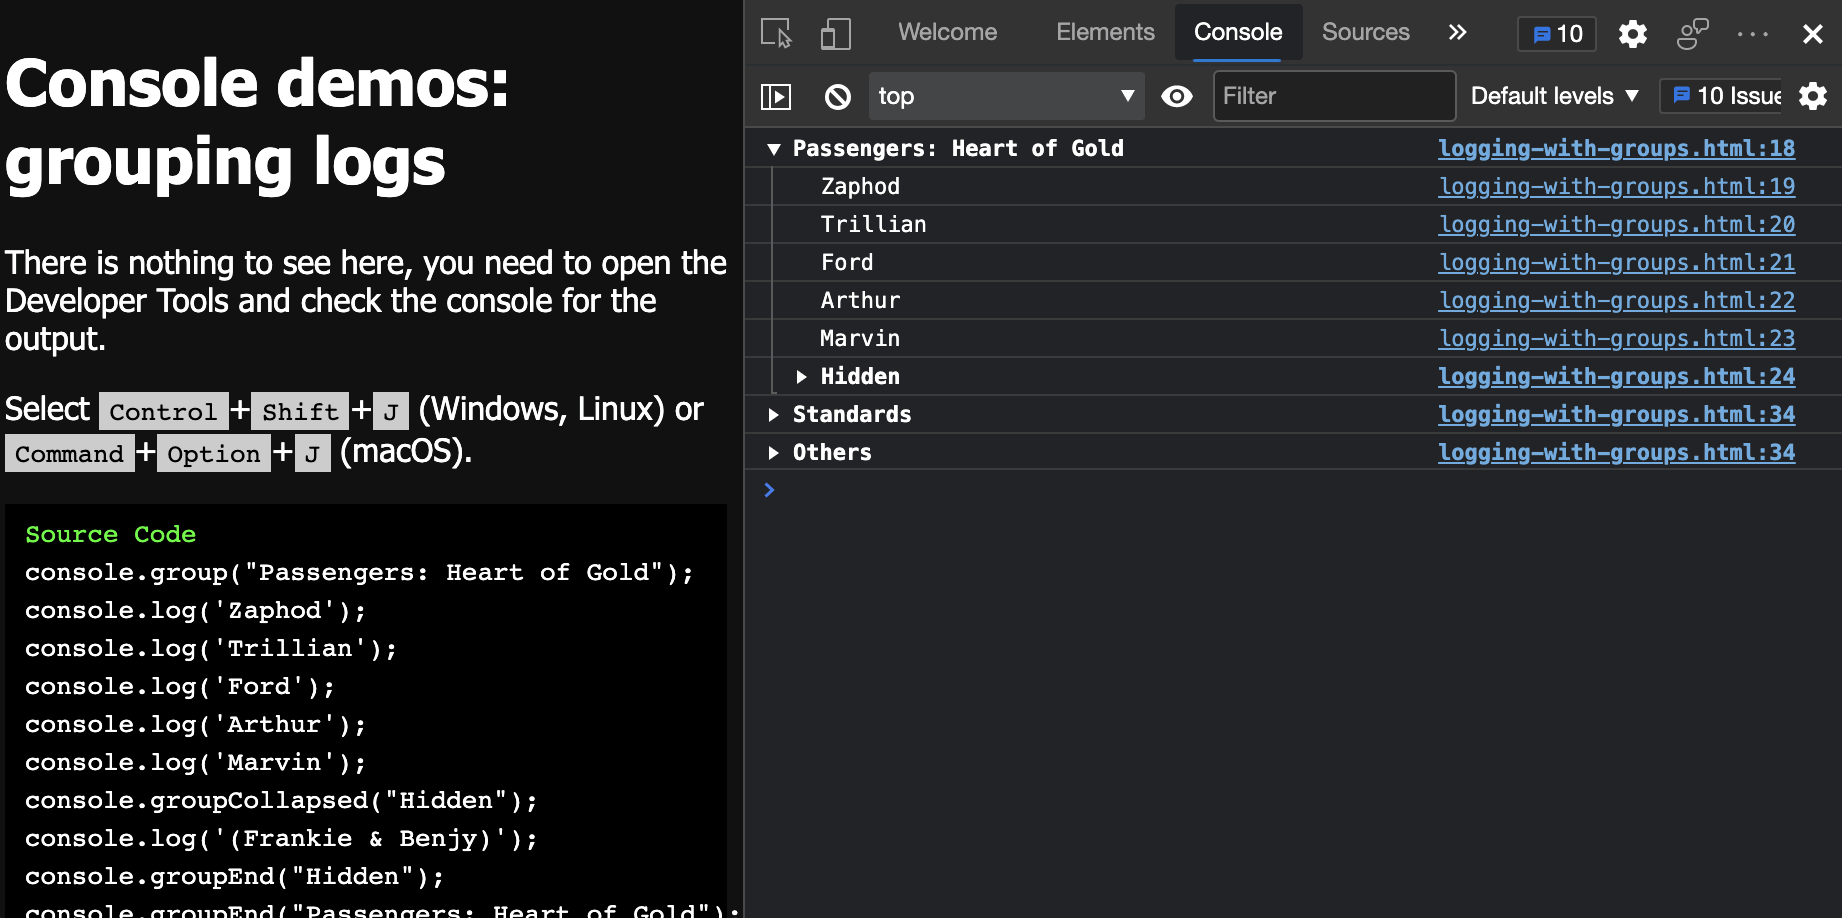 Console demos:
grouping logs
There is nothing to see here, you need to open the
Developer Tools and check the console for the
output.
Select Control+Shift+J (Windows, Linux) or
Command+Option+J (macOS).
Source Code
console.group("Passengers: Heart of Gold");
console.log('Zaphod');
console.log('Trillian');
console.log('Ford');
console.log('Arthur');
console.log('Marvin');
console.groupCollapsed("Hidden");
console.log('(Frankie & Benjy)');
console.groupEnd("Hidden");
console.groupEnd("Passengers: Heart of Gold");
Welcome Elements Console Sources 10
top Filter Default levels 10 Issue
Passengers: Heart of Gold logging-with-groups.html:18
Zaphod logging-with-groups.html:19
Trillian logging-with-groups.html:20
Ford logging-with-groups.html:21
Arthur logging-with-groups.html:22
Marvin logging-with-groups.html:23
Hidden logging-with-groups.html:24
Standards logging-with-groups.html:34
Others logging-with-groups.html:34